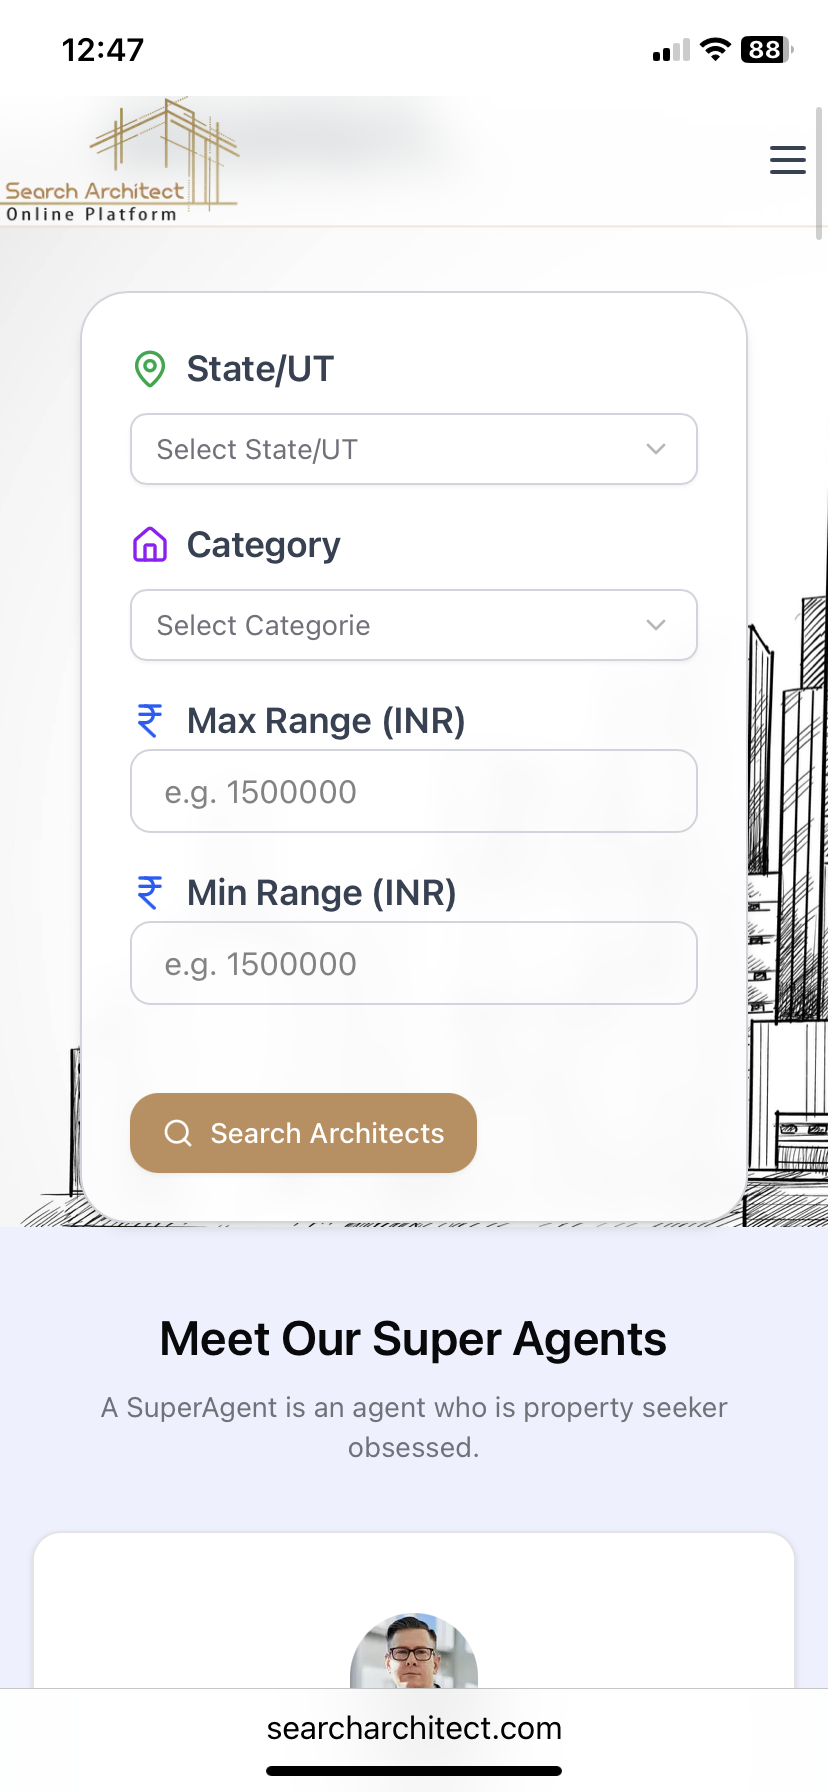 12:47
88
Search Architect
Online Platform
State/UT
Select State/UT
Category
Select Categorie
₹ Max Range (INR)
e.g. 1500000
₹ Min Range (INR)
e.g. 1500000
Search Architects
Meet Our Super Agents
A SuperAgent is an agent who is property seeker
obsessed.
searcharchitect.com